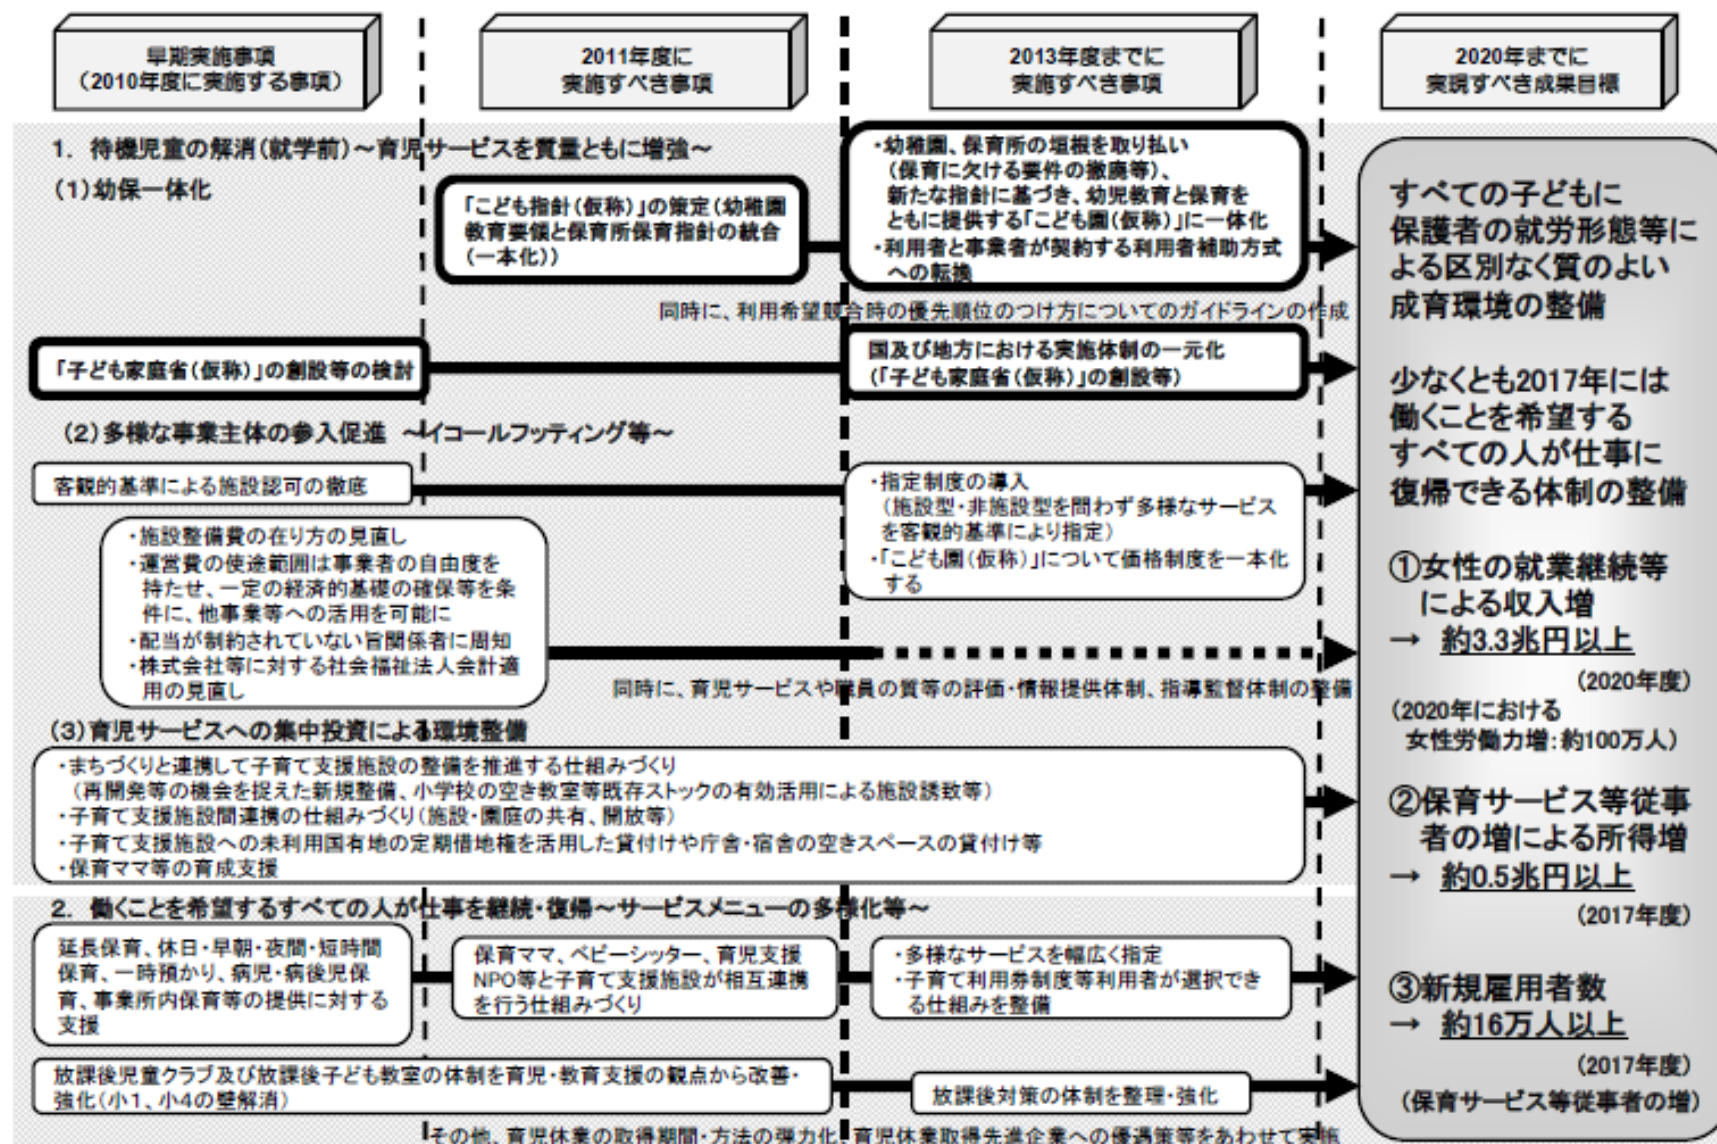 早期実施事項
(2010年度に実施する事項)
2011年度に
実施すべき事項
2013年度までに
実施すべき事項
2020年までに
実現すべき成果目標
1. 待機児童の解消(就学前)～育児サービスを質量ともに増強～
(1)幼保一体化
「こども指針(仮称)」の策定(幼稚園
教育要領と保育所保育指針の統合
(一本化))
・幼稚園、保育所の垣根を取り払い
(保育に欠ける要件の撤廃等)、
新たな指針に基づき、幼児教育と保育を
ともに提供する「こども園(仮称)」に一体化
・利用者と事業者が契約する利用者補助方式
への転換
同時に、利用希望競合時の優先順位のつけ方についてのガイドラインの作成
「子ども家庭省(仮称)」の創設等の検討
国及び地方における実施体制の一元化
(「子ども家庭省(仮称)」の創設等)
(2)多様な事業主体の参入促進 ～イコールフッティング等～
客観的基準による施設認可の徹底
・指定制度の導入
(施設型・非施設型を問わず多様なサービス
を客観的基準により指定)
・「こども園(仮称)」について価格制度を一本化
する
・施設整備費の在り方の見直し
・運営費の使途範囲は事業者の自由度を
持たせ、一定の経済的基礎の確保等を条
件に、他事業等への活用を可能に
・配当が制約されていない旨関係者に周知
・株式会社等に対する社会福祉法人会計適
用の見直し
同時に、育児サービスや職員の質等の評価・情報提供体制、指導監督体制の整備
(3)育児サービスへの集中投資による環境整備
・まちづくりと連携して子育て支援施設の整備を推進する仕組みづくり
(再開発等の機会を捉えた新規整備、小学校の空き教室等既存ストックの有効活用による施設誘致等)
・子育て支援施設間連携の仕組みづくり(施設・園庭の共有、開放等)
・子育て支援施設への未利用国有地の定期借地権を活用した貸付けや庁舎・宿舎の空きスペースの貸付け等
・保育ママ等の育成支援
2. 働くことを希望するすべての人が仕事を継続・復帰～サービスメニューの多様化等～
延長保育、休日・早朝・夜間・短時間
保育、一時預かり、病児・病後児保
育、事業所内保育等の提供に対する
支援
保育ママ、ベビーシッター、育児支援
NPO等と子育て支援施設が相互連携
を行う仕組みづくり
・多様なサービスを幅広く指定
・子育て利用券制度等利用者が選択でき
る仕組みを整備
放課後児童クラブ及び放課後子ども教室の体制を育児・教育支援の観点から改善・
強化(小1、小4の壁解消)
放課後対策の体制を整理・強化
その他、育児休業の取得期間・方法の弾力化、育児休業取得先進企業への優遇策等をあわせて実施
すべての子どもに
保護者の就労形態等に
よる区別なく質のよい
成育環境の整備
少なくとも2017年には
働くことを希望する
すべての人が仕事に
復帰できる体制の整備
①女性の就業継続等
による収入増
→ 約3.3兆円以上
(2020年度)
(2020年における
女性労働力増:約100万人)
②保育サービス等従事
者の増による所得増
→ 約0.5兆円以上
(2017年度)
③新規雇用者数
→ 約16万人以上
(2017年度)
(保育サービス等従事者の増)